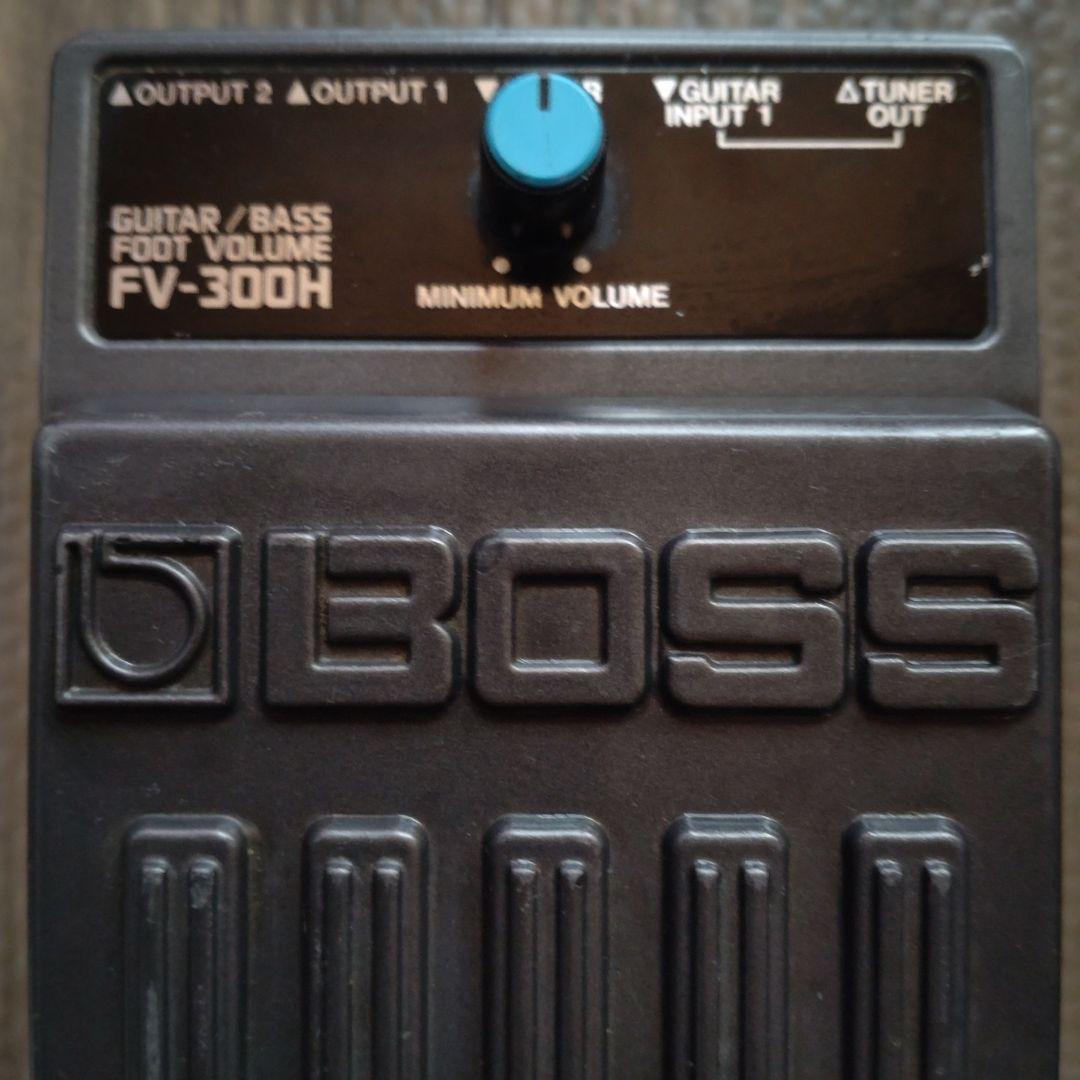 ▲OUTPUT 2 ▲OUTPUT 1 ▼ R ▼GUITAR INPUT 1 △TUNER OUT
GUITAR/BASS
FOOT VOLUME
FV-300H
MINIMUM VOLUME
BOSS